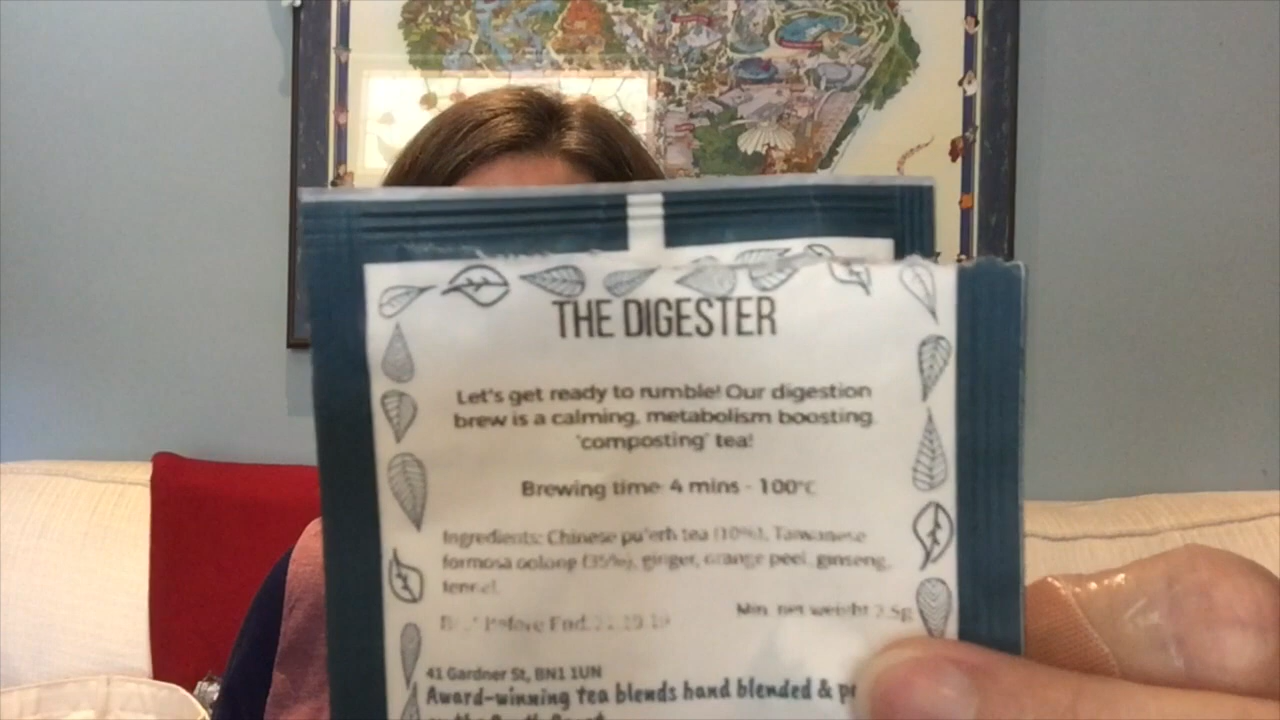 THE DIGESTER
Let's get ready to rumble! Our digestion
brew is a calming, metabolism boosting,
'composting' tea!
Brewing time: 4 mins - 100°c
Ingredients: Chinese pu'erh tea (10%), Taiwanese
formosa oolong (35%), ginger, orange peel, ginseng,
fennel.
Before End:
Min. net weight 2.5g
41 Gardner St, BN1 1UN
Award-winning tea blends hand blended &